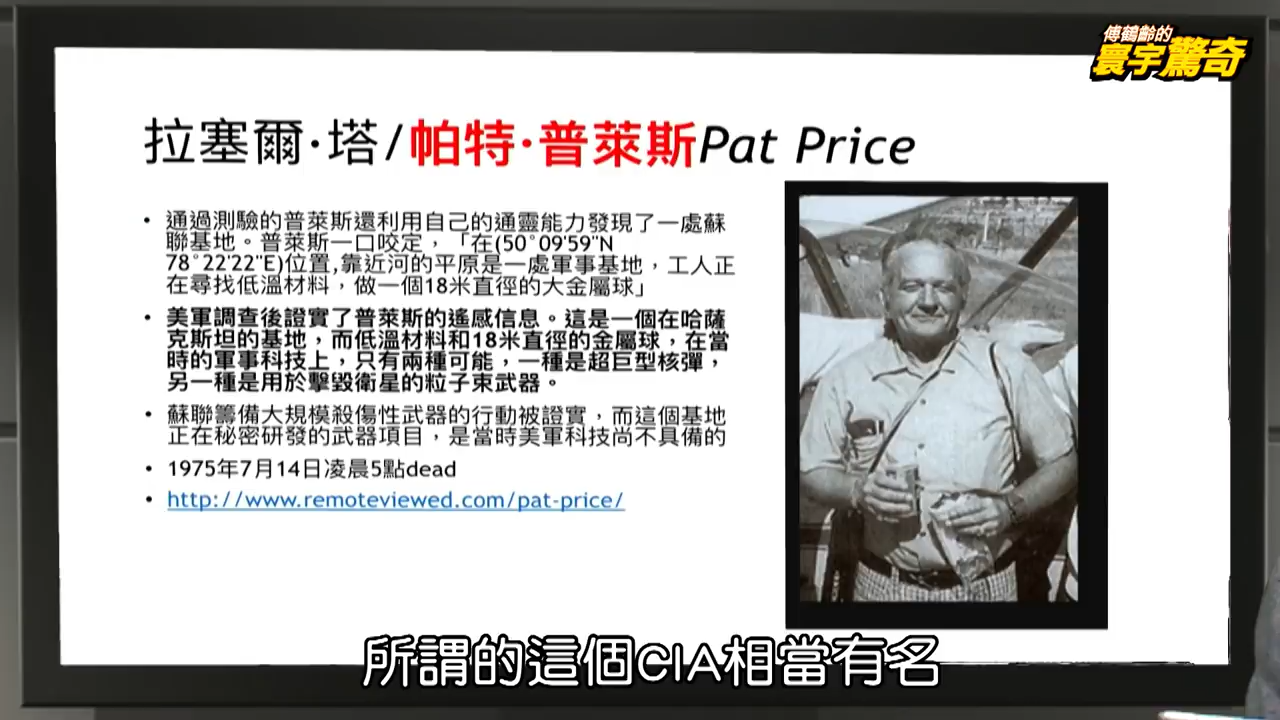 傅鶴齡的
寰宇驚奇
拉塞爾·塔/帕特·普萊斯Pat Price
• 通過測驗的普萊斯還利用自己的通靈能力發現了一處蘇
聯基地。普萊斯一口咬定，「在(50°09'59"N
78°22'22"E)位置,靠近河的平原是一處軍事基地，工人正
在尋找低溫材料，做一個18米直徑的大金屬球」
• 美軍調查後證實了普萊斯的遙感信息。這是一個在哈薩
克斯坦的基地，而低溫材料和18米直徑的金屬球，在當
時的軍事科技上，只有兩種可能，一種是超巨型核彈，
另一種是用於擊毀衛星的粒子束武器。
• 蘇聯籌備大規模殺傷性武器的行動被證實，而這個基地
正在秘密研發的武器項目，是當時美軍科技尚不具備的
• 1975年7月14日凌晨5點dead
• http://www.remoteviewed.com/pat-price/
所謂的這個CIA相當有名